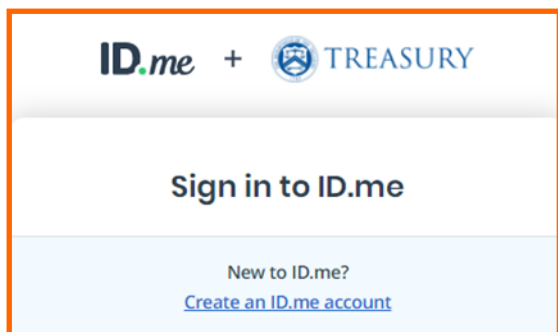 ID.me + TREASURY
Sign in to ID.me
New to ID.me?
Create an ID.me account